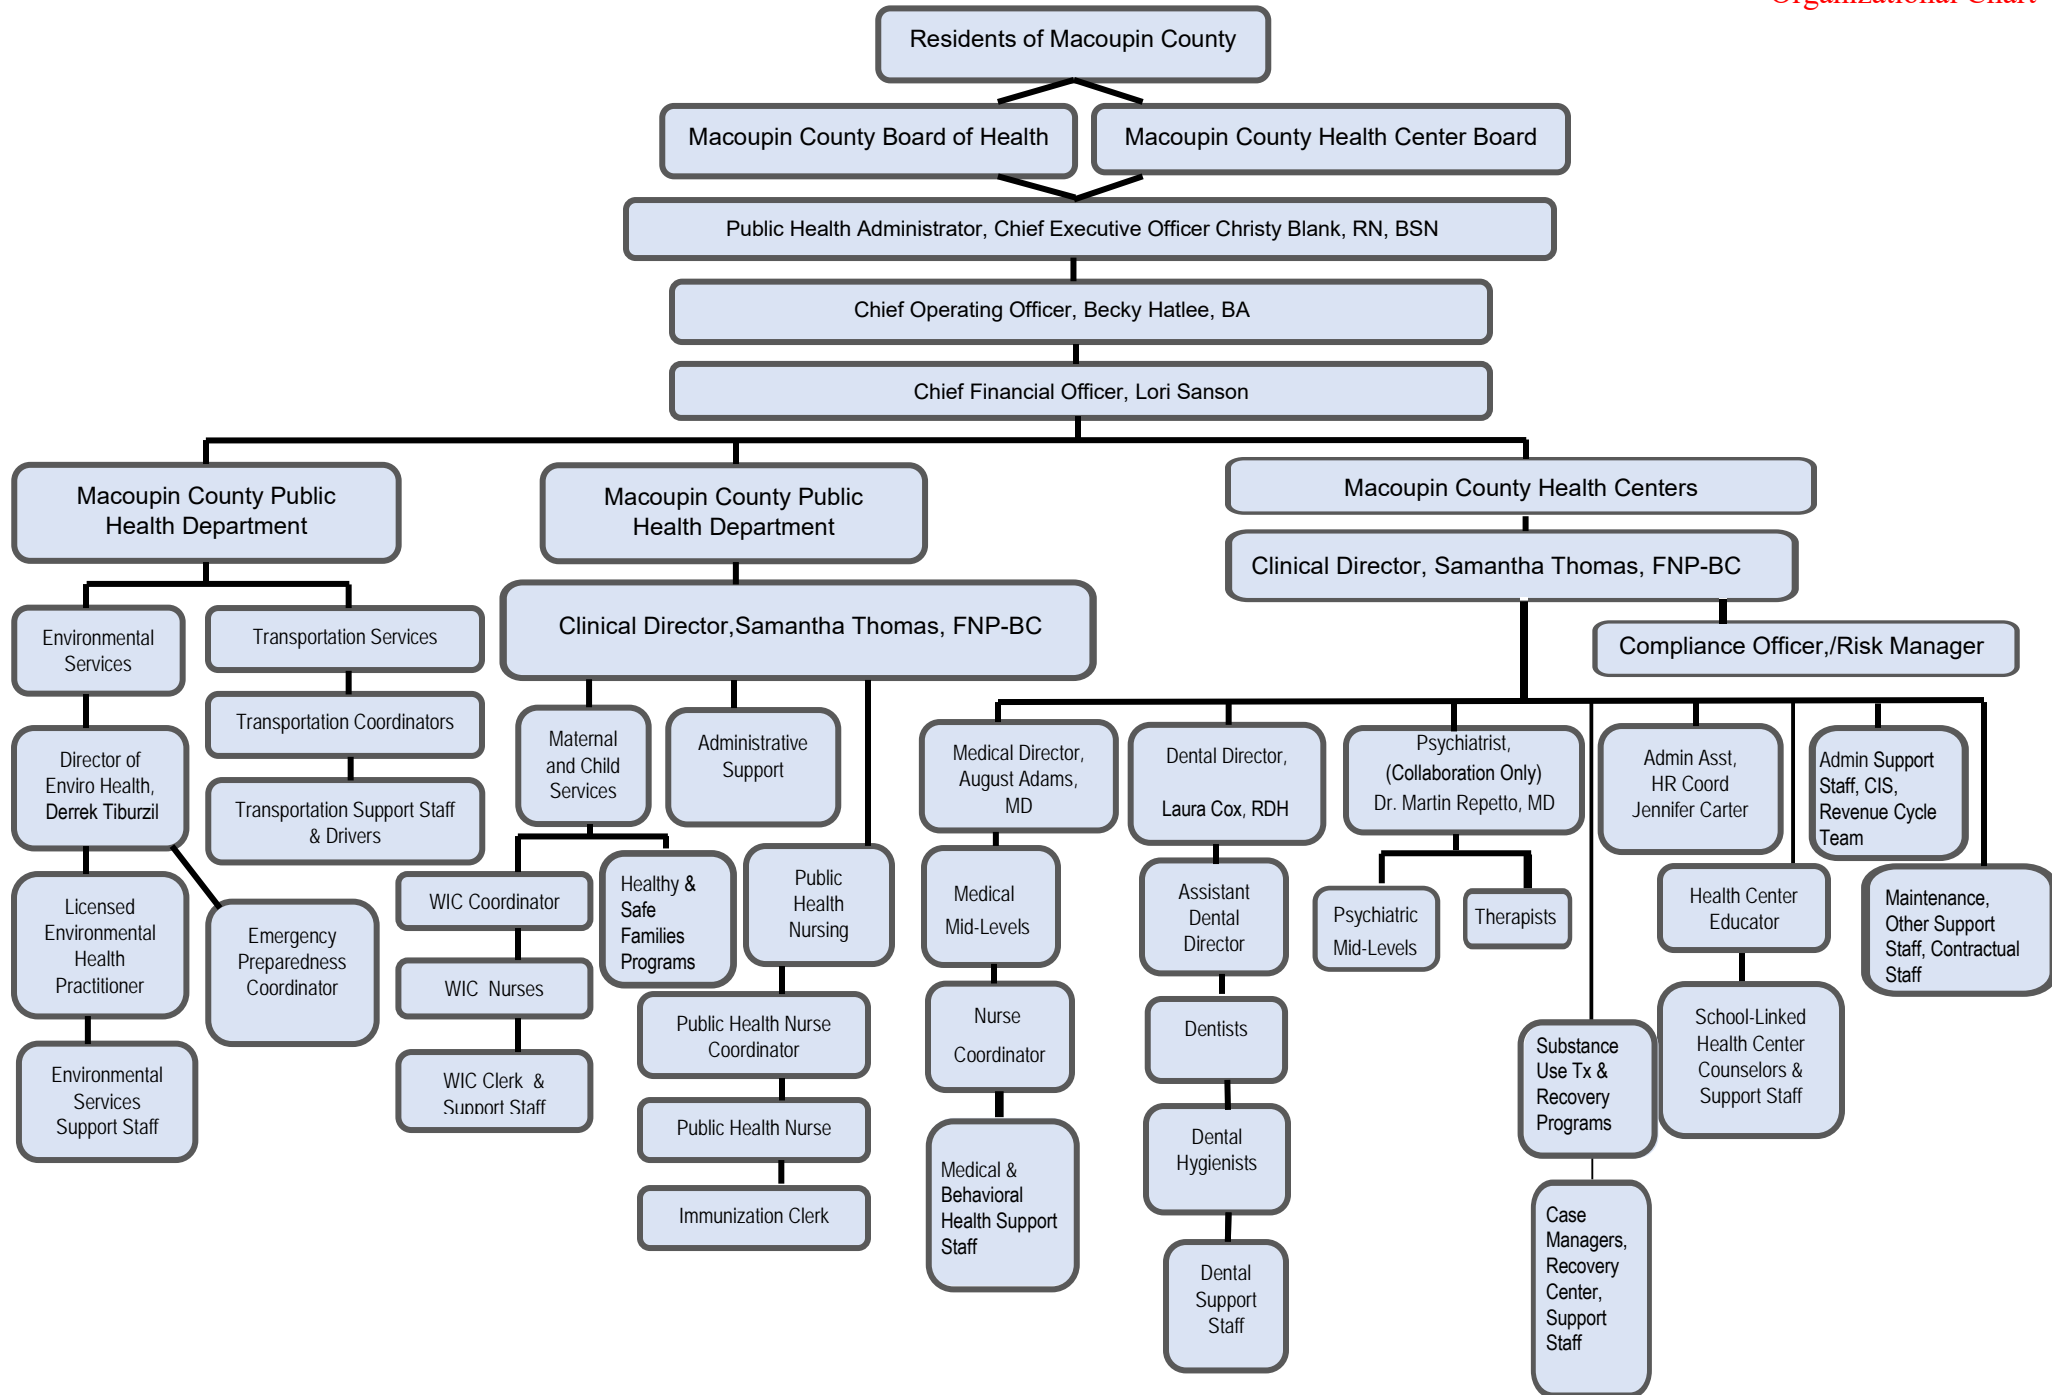 Organizational Chart
Residents of Macoupin County
Macoupin County Board of Health
Macoupin County Health Center Board
Public Health Administrator, Chief Executive Officer Christy Blank, RN, BSN
Chief Operating Officer, Becky Hatlee, BA
Chief Financial Officer, Lori Sanson
Macoupin County Public
Health Department
Macoupin County Public
Health Department
Macoupin County Health Centers
Clinical Director, Samantha Thomas, FNP-BC
Compliance Officer,/Risk Manager
Environmental
Services
Transportation Services
Clinical Director,Samantha Thomas, FNP-BC
Director of
Enviro Health,
Derrek Tiburzil
Transportation Coordinators
Transportation Support Staff
& Drivers
Licensed
Environmental
Health
Practitioner
Emergency
Preparedness
Coordinator
Environmental
Services
Support Staff
Maternal
and Child
Services
Administrative
Support
WIC Coordinator
Healthy &
Safe
Families
Programs
Public
Health
Nursing
WIC Nurses
WIC Clerk &
Support Staff
Public Health Nurse
Coordinator
Public Health Nurse
Immunization Clerk
Medical Director,
August Adams,
MD
Medical
Mid-Levels
Nurse
Coordinator
Medical &
Behavioral
Health Support
Staff
Dental Director,
Laura Cox, RDH
Assistant
Dental
Director
Dentists
Dental
Hygienists
Dental
Support
Staff
Psychiatrist,
(Collaboration Only)
Dr. Martin Repetto, MD
Psychiatric
Mid-Levels
Therapists
Substance
Use Tx &
Recovery
Programs
Case
Managers,
Recovery
Center,
Support
Staff
Admin Asst,
HR Coord
Jennifer Carter
Health Center
Educator
School-Linked
Health Center
Counselors &
Support Staff
Admin Support
Staff, CIS,
Revenue Cycle
Team
Maintenance,
Other Support
Staff, Contractual
Staff